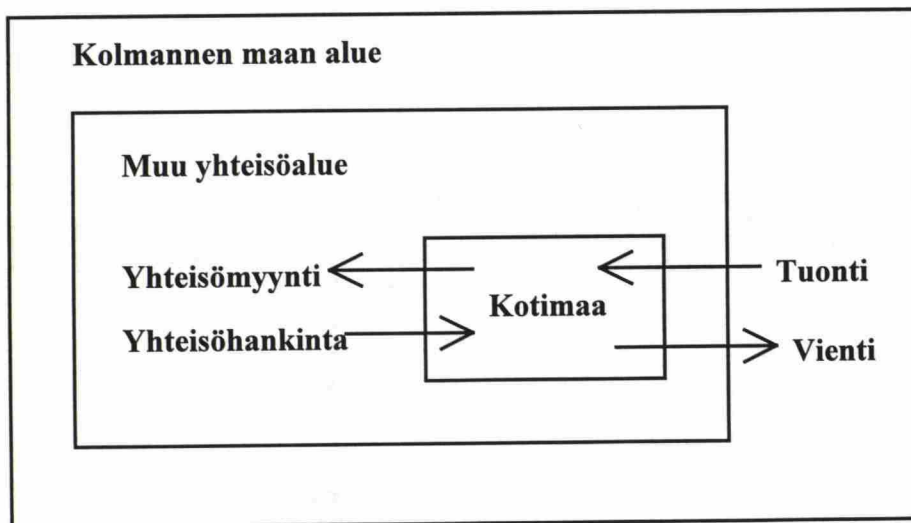 Kolmannen maan alue
Muu yhteisöalue
Yhteisömyynti
Tuonti
Kotimaa
Yhteisöhankinta
Vienti